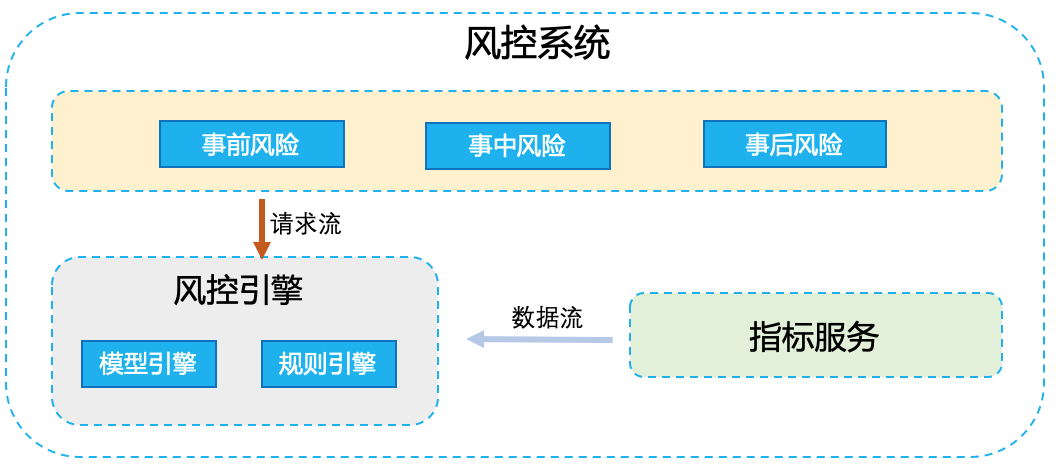 风控系统
事前风险
事中风险
事后风险
请求流
风控引擎
模型引擎
规则引擎
数据流
指标服务